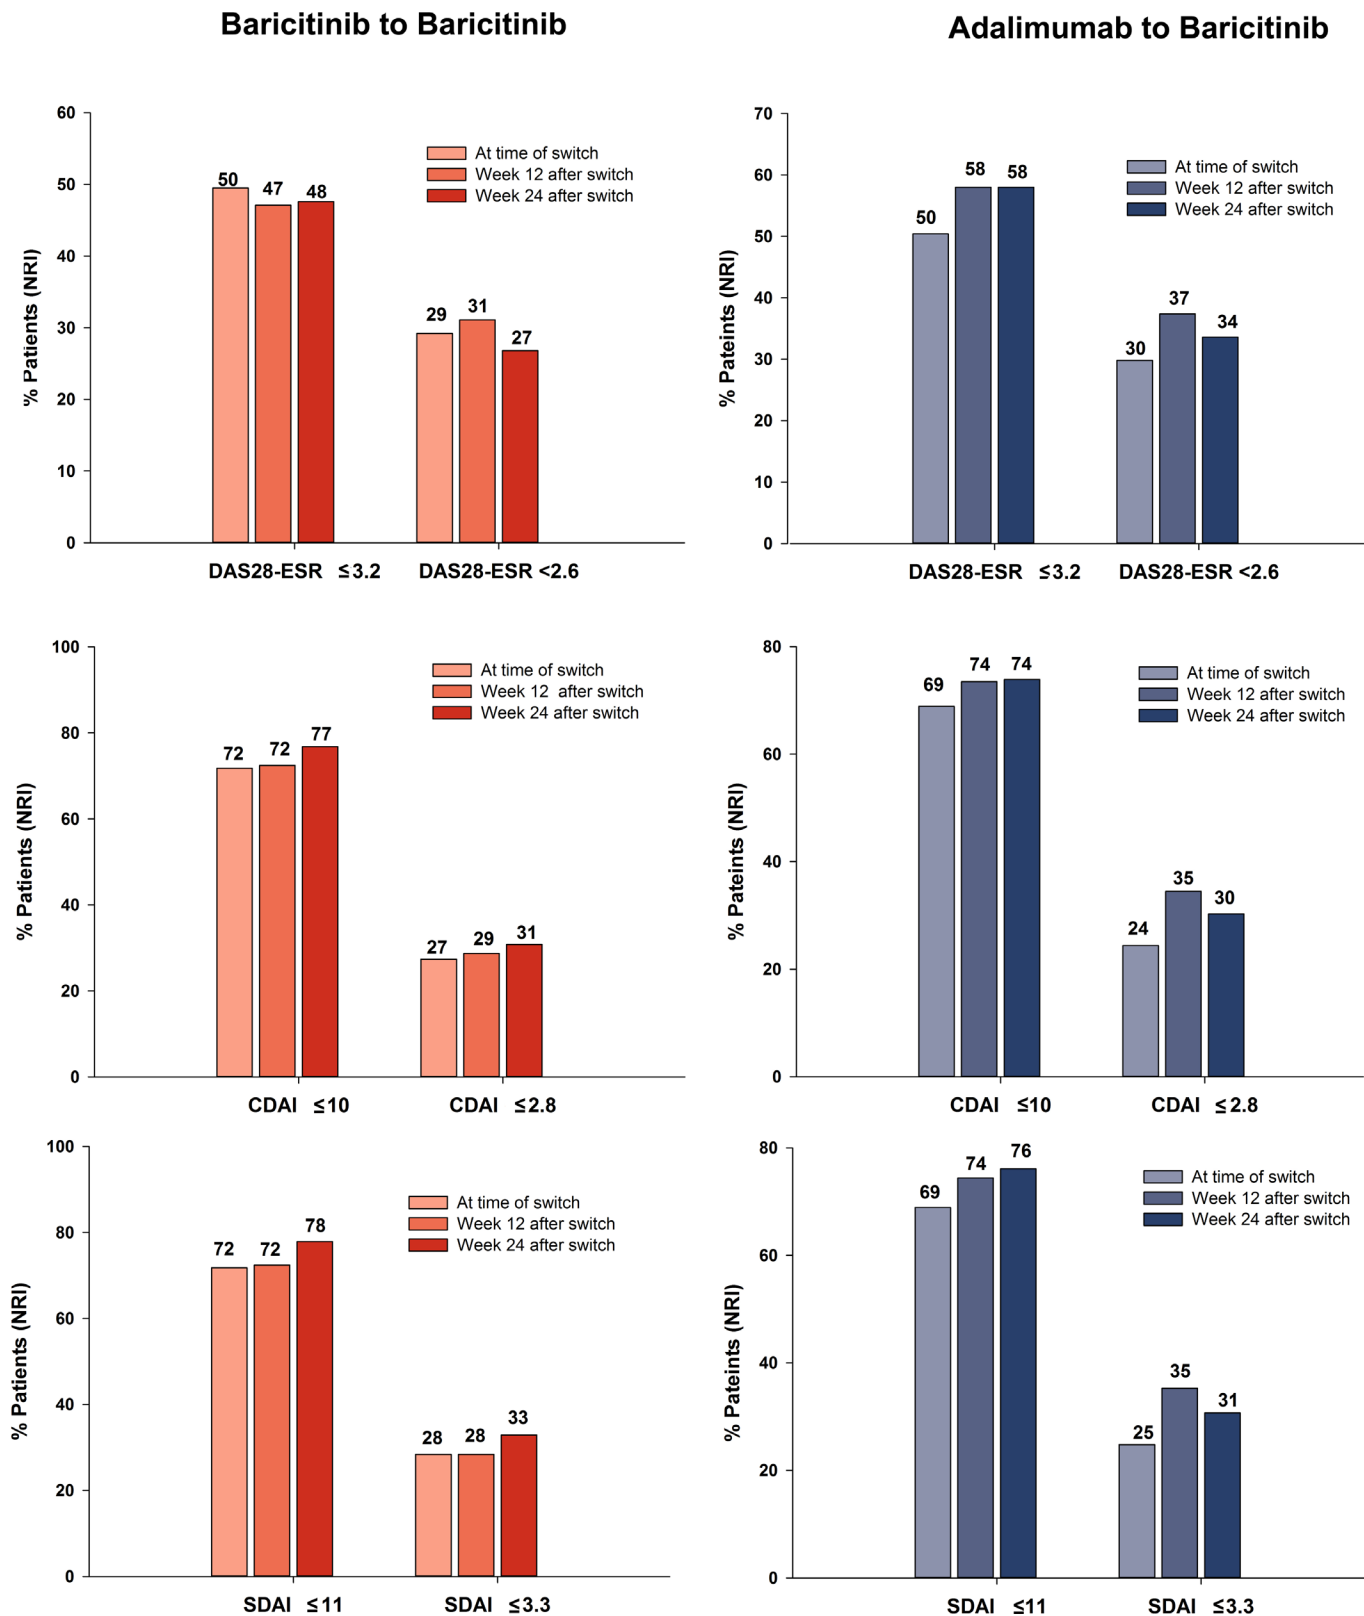 Baricitinib to Baricitinib
60
50
40
30
20
10
0
% Patients (NRI)
50
47
48
29
31
27
At time of switch
Week 12 after switch
Week 24 after switch
DAS28-ESR ≤3.2
DAS28-ESR <2.6
Adalimumab to Baricitinib
70
60
50
40
30
20
10
0
% Pateints (NRI)
50
58
58
30
37
34
At time of switch
Week 12 after switch
Week 24 after switch
DAS28-ESR ≤3.2
DAS28-ESR <2.6
100
80
60
40
20
0
% Patients (NRI)
72
72
77
27
29
31
At time of switch
Week 12 after switch
Week 24 after switch
CDAI ≤10
CDAI ≤2.8
80
60
40
20
0
% Pateints (NRI)
69
74
74
24
35
30
At time of switch
Week 12 after switch
Week 24 after switch
CDAI ≤10
CDAI ≤2.8
100
80
60
40
20
0
% Patients (NRI)
72
72
78
28
28
33
At time of switch
Week 12 after switch
Week 24 after switch
SDAI ≤11
SDAI ≤3.3
80
60
40
20
0
% Pateints (NRI)
69
74
76
25
35
31
At time of switch
Week 12 after switch
Week 24 after switch
SDAI ≤11
SDAI ≤3.3